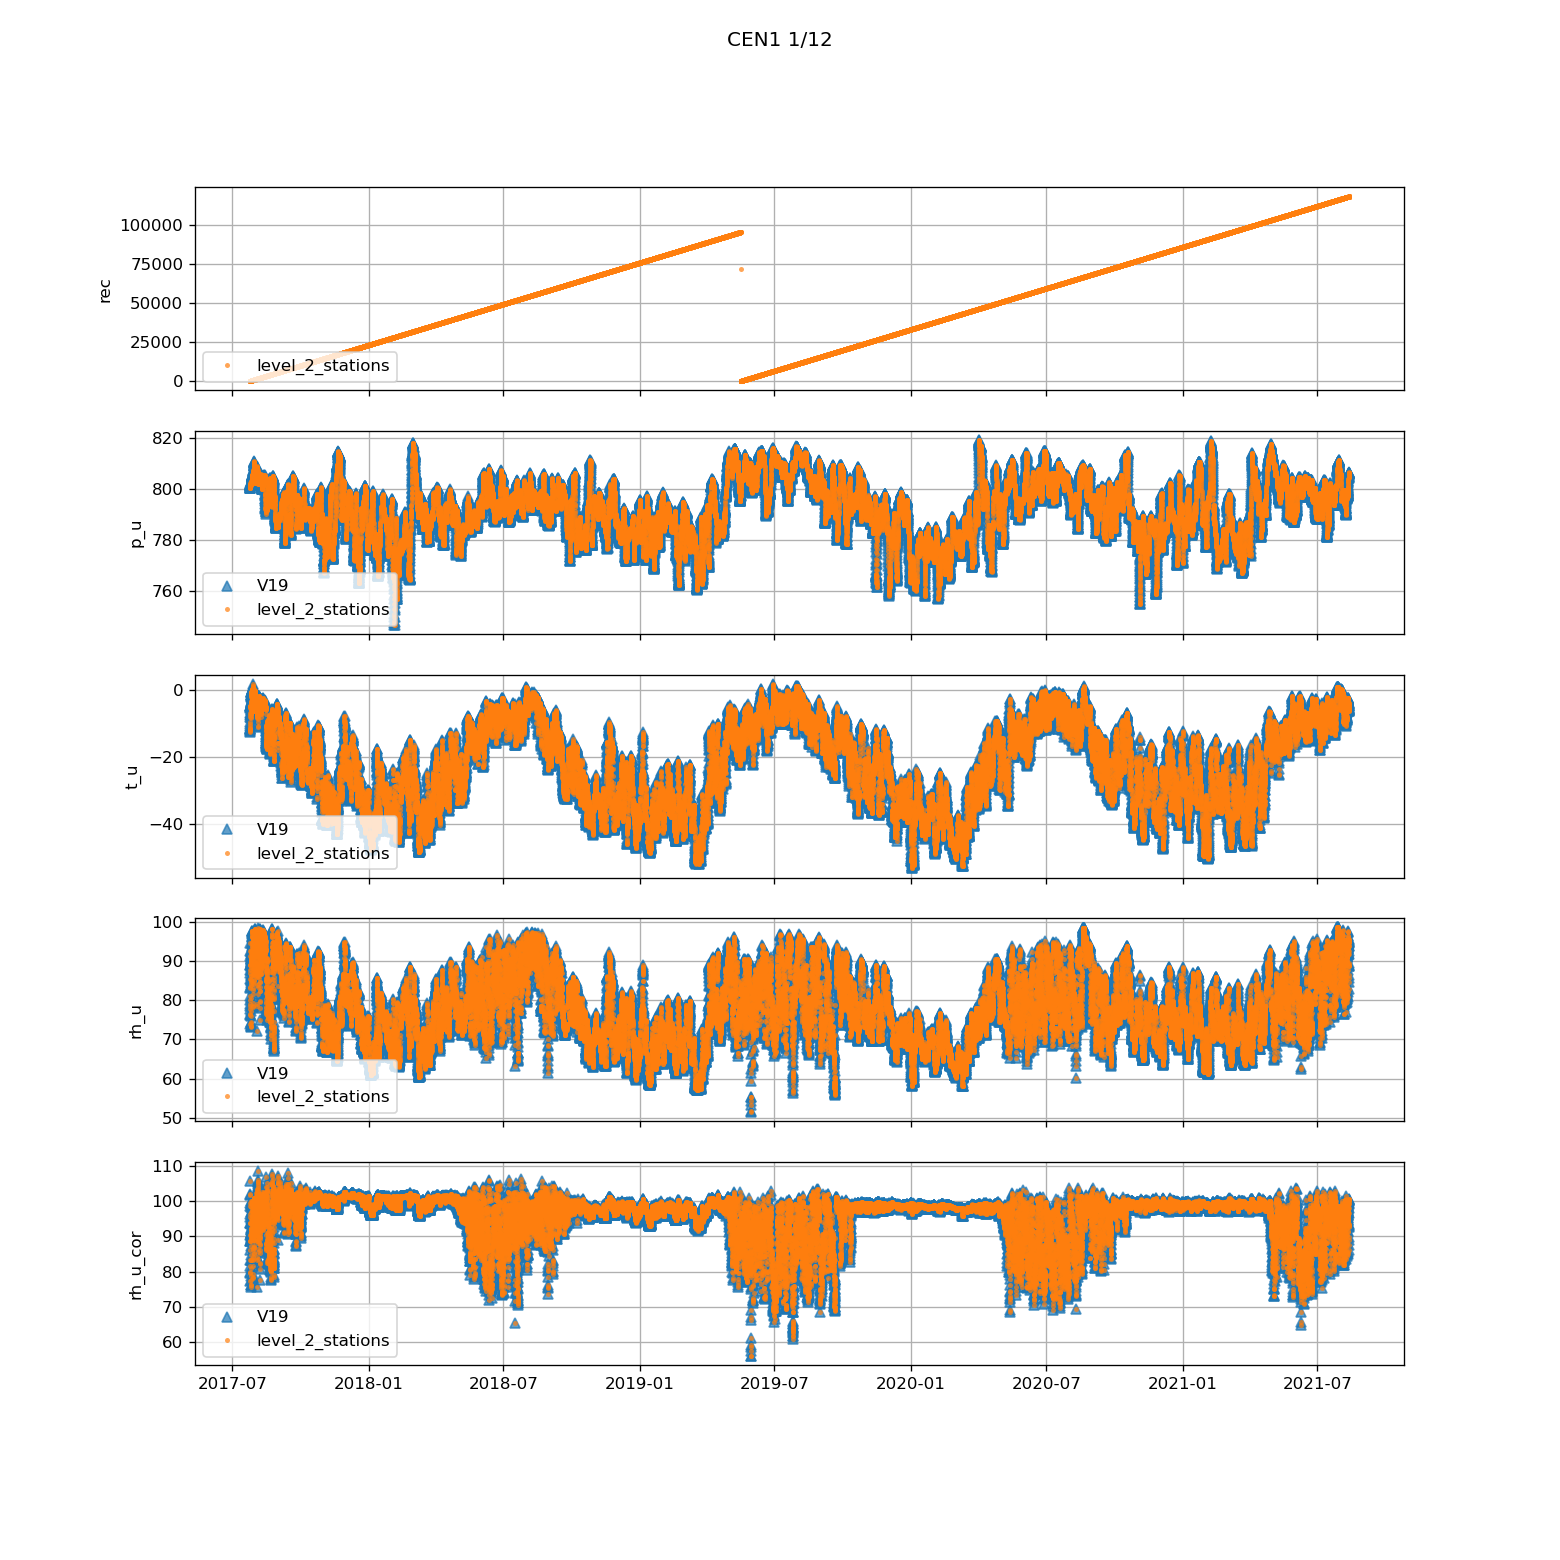 CEN1 1/12
100000
75000
50000
25000
0
rec
level_2_stations
820
800
780
760
p_u
V19
level_2_stations
0
−20
−40
t_u
V19
level_2_stations
100
90
80
70
60
50
rh_u
V19
level_2_stations
110
100
90
80
70
60
rh_u_cor
V19
level_2_stations
2017-07 2018-01 2018-07 2019-01 2019-07 2020-01 2020-07 2021-01 2021-07